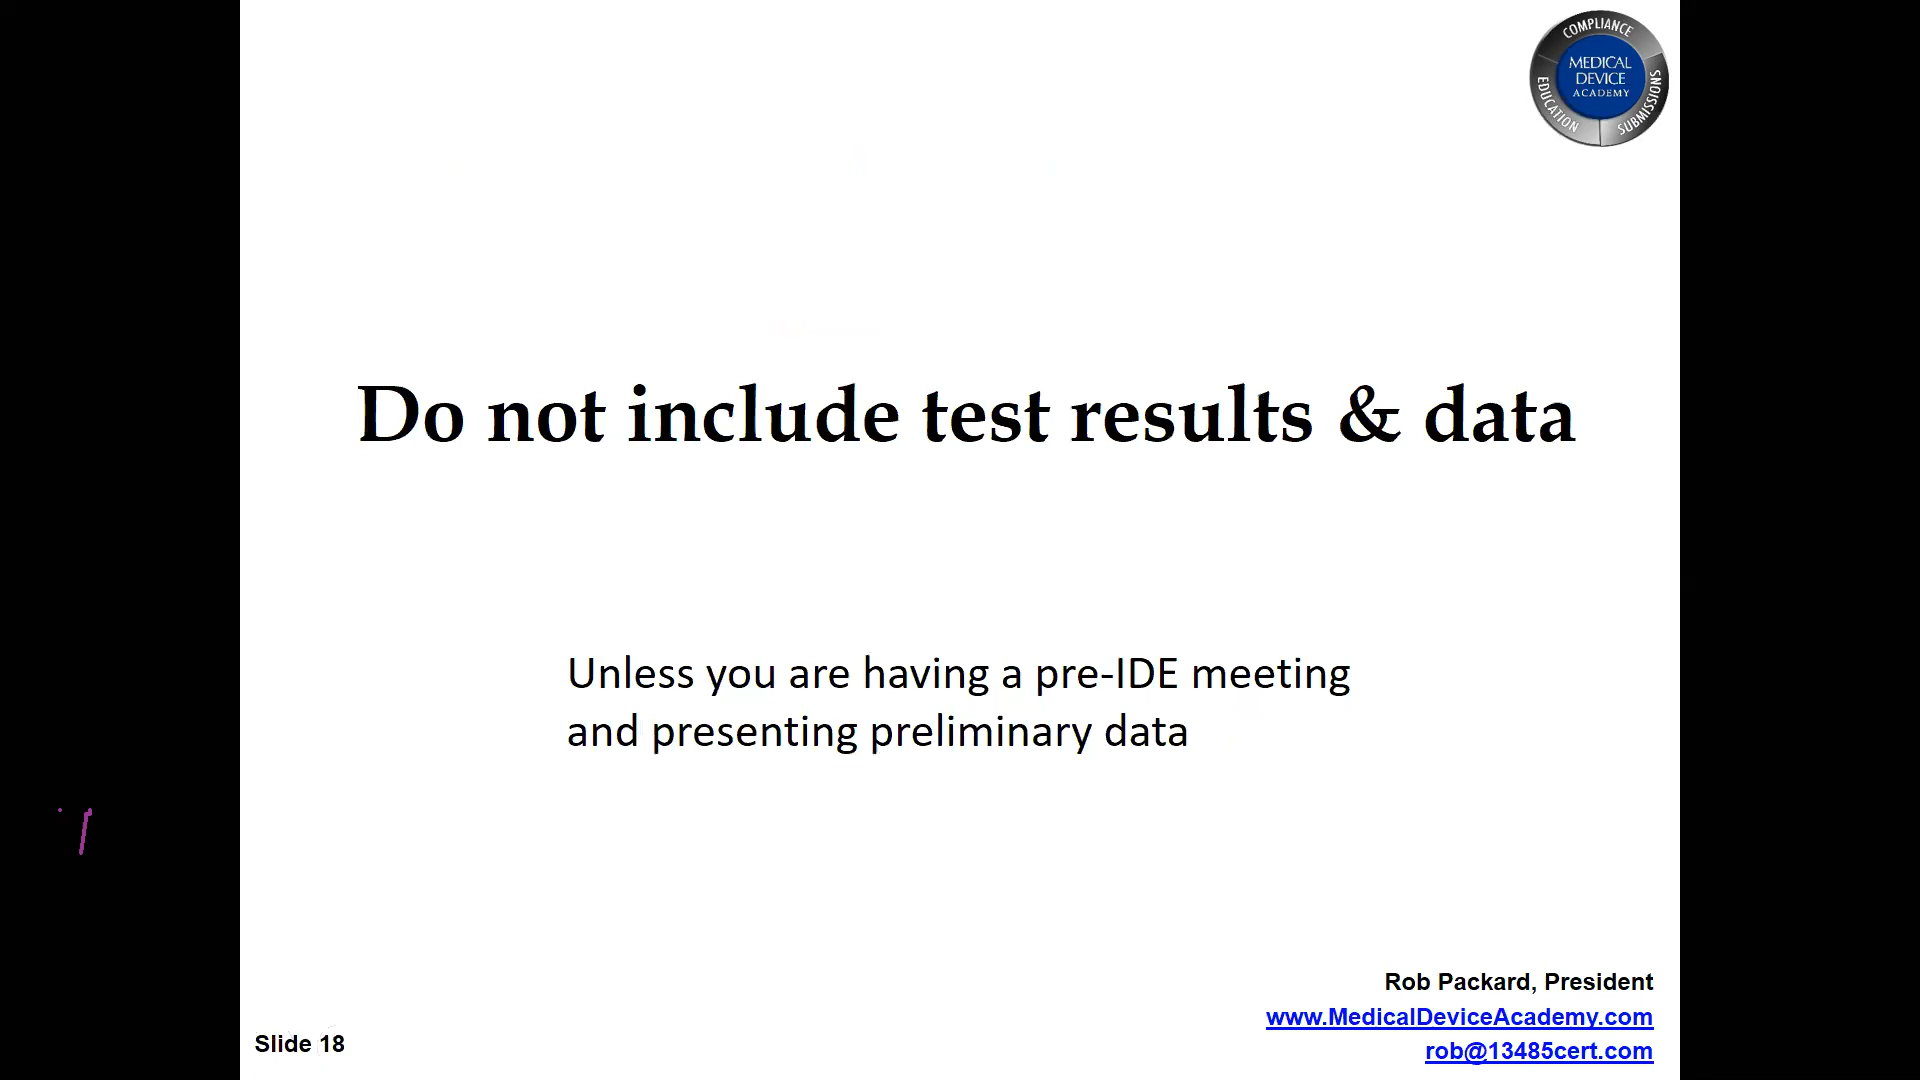 COMPLIANCE
MEDICAL
DEVICE
ACADEMY
EDUCATION
SUBMISSIONS
Do not include test results & data
Unless you are having a pre-IDE meeting
and presenting preliminary data
Rob Packard, President
www.MedicalDeviceAcademy.com
rob@13485cert.com
Slide 18